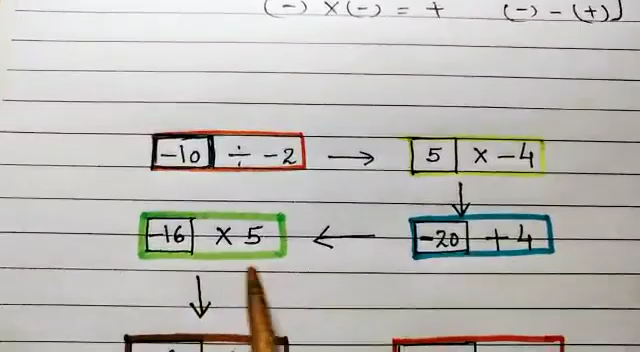 (-) x (-) = + (-) - (+)
-10 ÷ -2 → 5 x -4
↓
-16 x 5 ← -20 + 4
↓